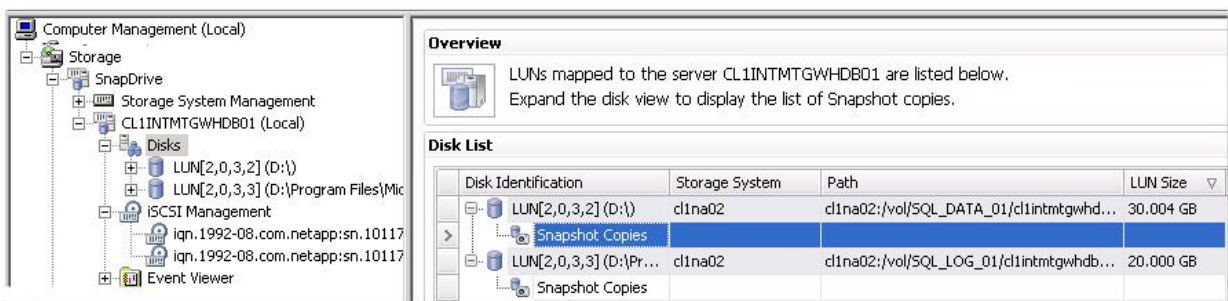 Computer Management (Local)
Storage
SnapDrive
Storage System Management
CL1INTMTGWHDB01 (Local)
Disks
LUN[2,0,3,2] (D:\)
LUN[2,0,3,3] (D:\Program Files\Mic
iSCSI Management
iqn.1992-08.com.netapp:sn.10117
iqn.1992-08.com.netapp:sn.10117
Event Viewer
Overview
LUNs mapped to the server CL1INTMTGWHDB01 are listed below.
Expand the disk view to display the list of Snapshot copies.
Disk List
Disk Identification Storage System Path LUN Size
LUN[2,0,3,2] (D:\) cl1na02 cl1na02:/vol/SQL_DATA_01/cl1intmtgwhd... 30.004 GB
Snapshot Copies
LUN[2,0,3,3] (D:\Pr... cl1na02 cl1na02:/vol/SQL_LOG_01/cl1intmtgwhdb... 20.000 GB
Snapshot Copies